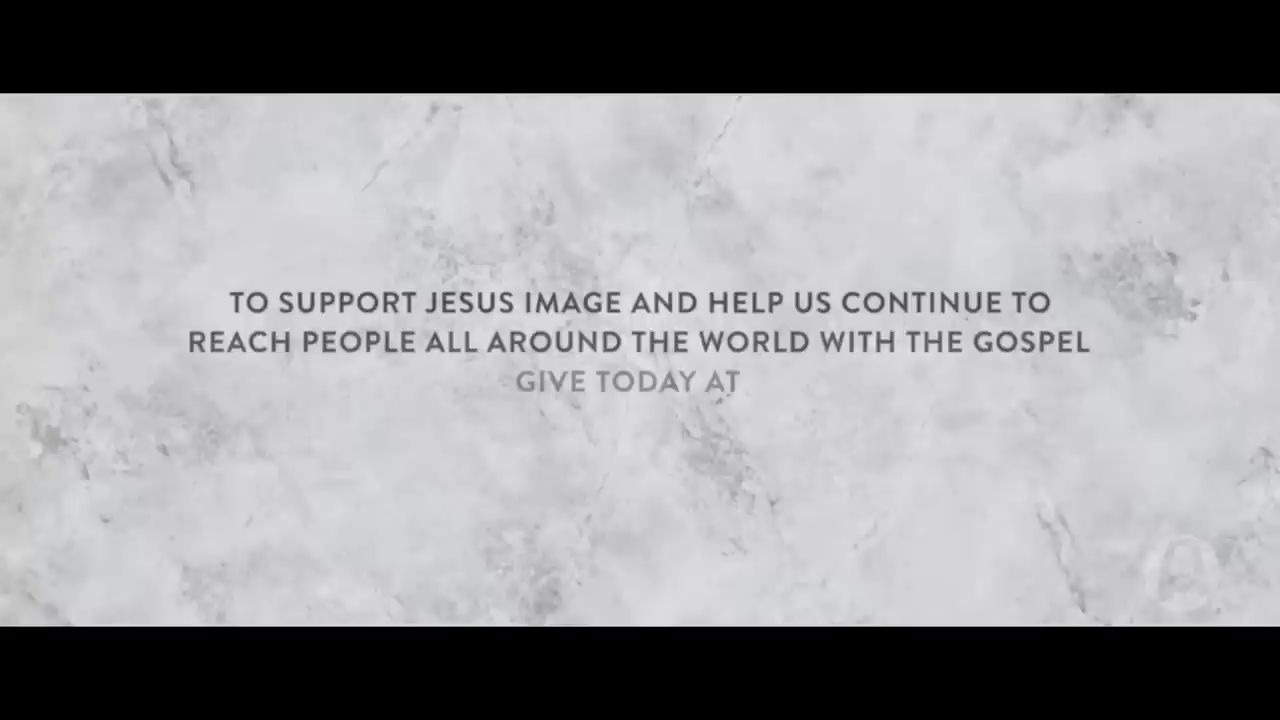 TO SUPPORT JESUS IMAGE AND HELP US CONTINUE TO
REACH PEOPLE ALL AROUND THE WORLD WITH THE GOSPEL
GIVE TODAY AT